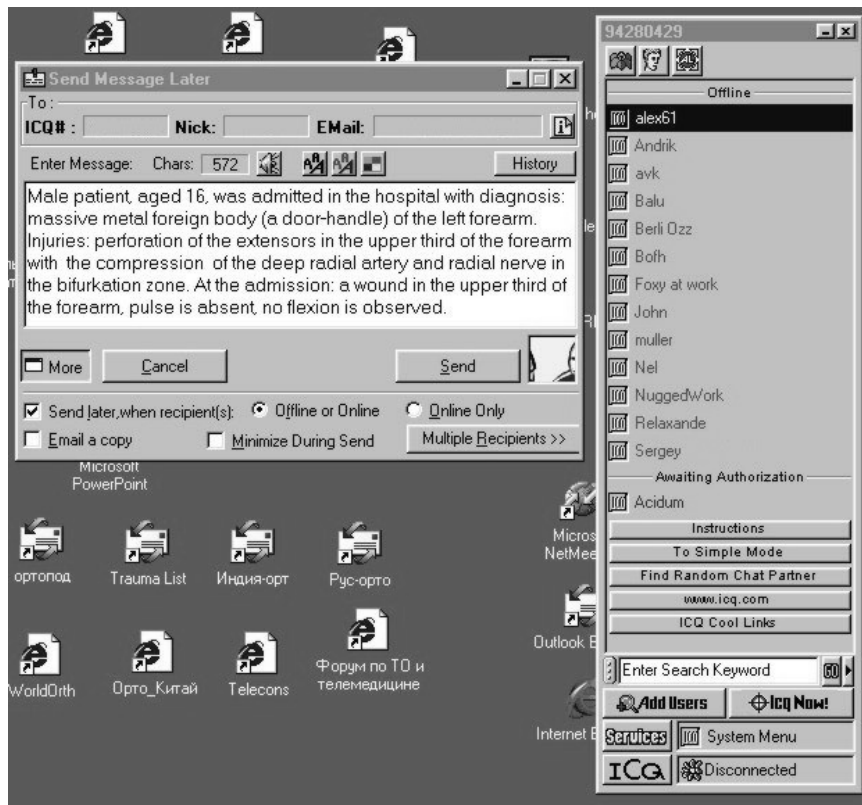 Send Message Later
To :
ICQ# : Nick: EMail:
Enter Message: Chars: 572 History
Male patient, aged 16, was admitted in the hospital with diagnosis:
massive metal foreign body (a door-handle) of the left forearm.
Injuries: perforation of the extensors in the upper third of the forearm
with the compression of the deep radial artery and radial nerve in
the bifurkation zone. At the admission: a wound in the upper third of
the forearm, pulse is absent, no flexion is observed.
More Cancel Send
Send later,when recipient(s): Offline or Online Online Only
Email a copy Minimize During Send Multiple Recipients >>
Microsoft
PowerPoint
ортопод Trauma List Индия-орт Рус-орто
WorldOrth Орто_Китай Telecons Форум по ТО и
телемедицине
Micros
NetMee
Outlook E
Internet E
94280429
Offline
alex61
Andrik
avk
Balu
Berli Ozz
Bofh
Foxy at work
John
muller
Nel
NuggedWork
Relaxande
Sergey
Awaiting Authorization
Acidum
Instructions
To Simple Mode
Find Random Chat Partner
www.icq.com
ICQ Cool Links
Enter Search Keyword GO
Add Users Icq Now!
Services System Menu
ICQ Disconnected